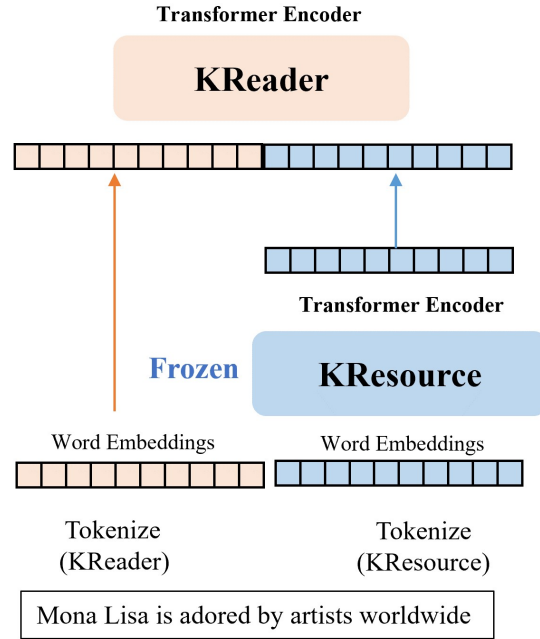 Transformer Encoder
KReader
Transformer Encoder
Frozen
KResource
Word Embeddings
Word Embeddings
Tokenize
(KReader)
Tokenize
(KResource)
Mona Lisa is adored by artists worldwide